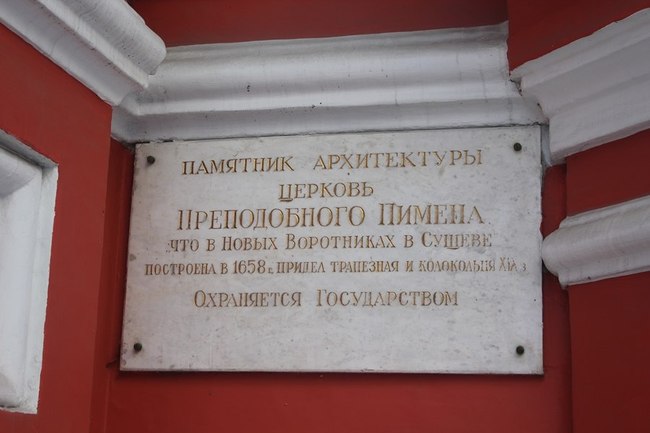 ПАМЯТНИК АРХИТЕКТУРЫ
ЦЕРКОВЬ
ПРЕПОДОБНОГО ПИМЕНА
ЧТО В НОВЫХ ВОРОТНИКАХ В СУЩЕВЕ
ПОСТРОЕНА В 1658 г. ПРИДЕЛ ТРАПЕЗНАЯ И КОЛОКОЛЬНЯ XIX в
ОХРАНЯЕТСЯ ГОСУДАРСТВОМ